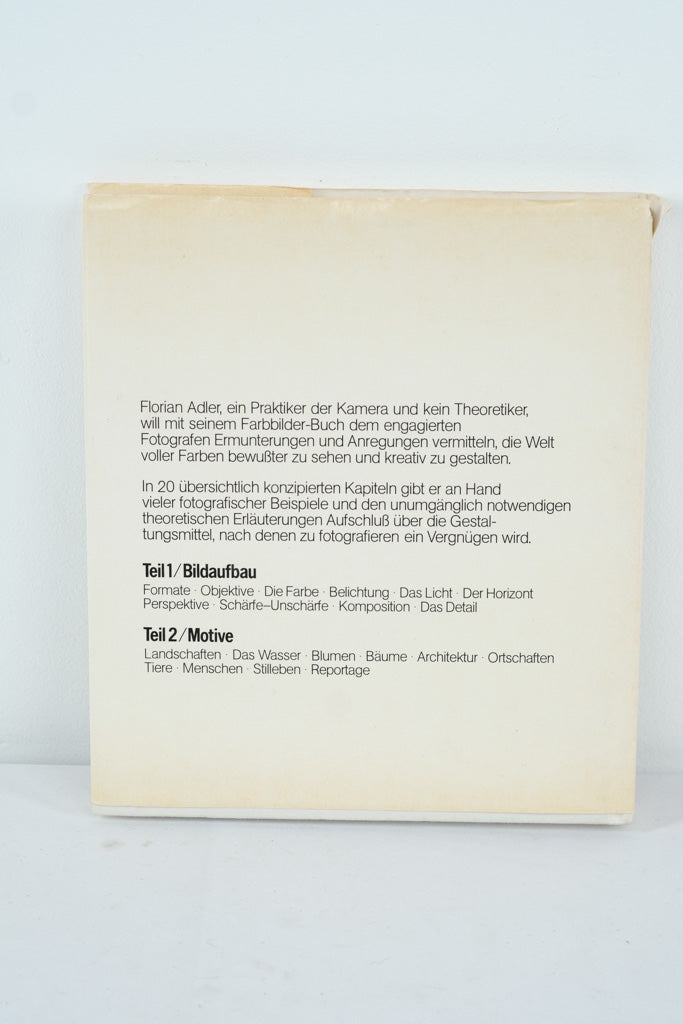 Florian Adler, ein Praktiker der Kamera und kein Theoretiker,
will mit seinem Farbbilder-Buch dem engagierten
Fotografen Ermunterungen und Anregungen vermitteln, die Welt
voller Farben bewußter zu sehen und kreativ zu gestalten.
In 20 übersichtlich konzipierten Kapiteln gibt er an Hand
vieler fotografischer Beispiele und den unumgänglich notwendigen
theoretischen Erläuterungen Aufschluß über die Gestal-
tungsmittel, nach denen zu fotografieren ein Vergnügen wird.
Teil 1/Bildaufbau
Formate · Objektive · Die Farbe · Belichtung · Das Licht · Der Horizont
Perspektive · Schärfe–Unschärfe · Komposition · Das Detail
Teil 2/Motive
Landschaften · Das Wasser · Blumen · Bäume · Architektur · Ortschaften
Tiere · Menschen · Stilleben · Reportage